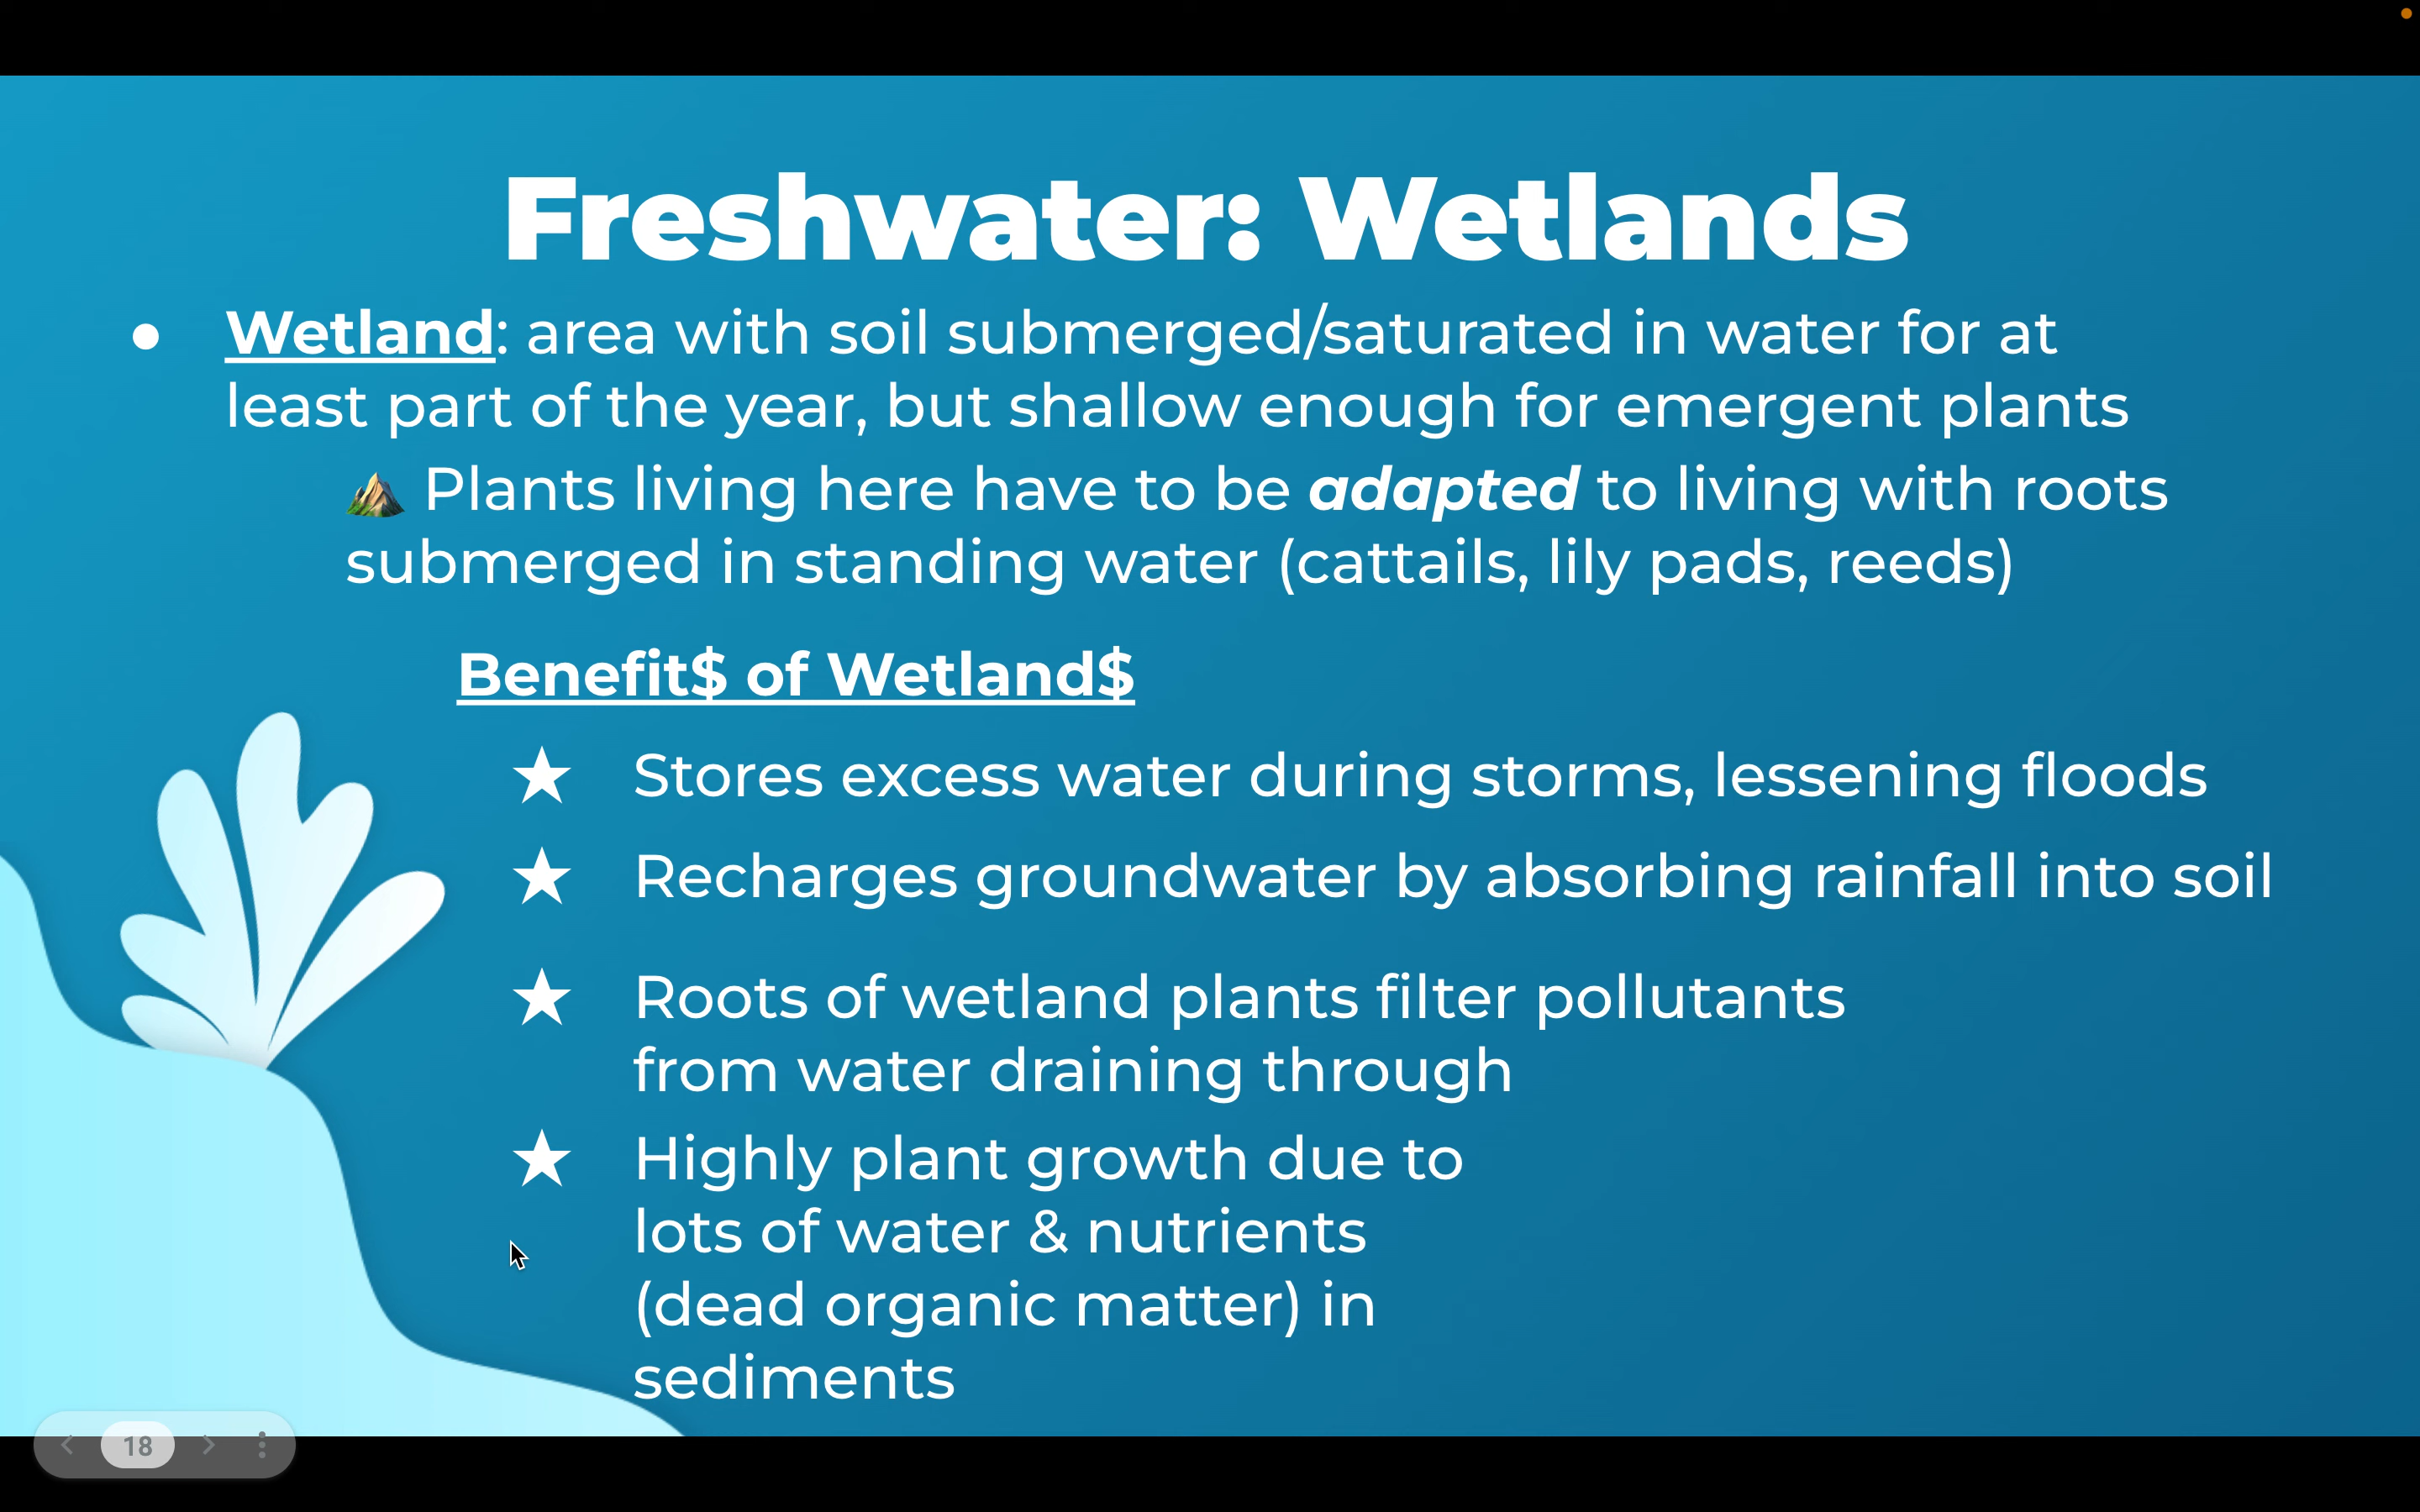 Freshwater: Wetlands
● Wetland: area with soil submerged/saturated in water for at
least part of the year, but shallow enough for emergent plants
Plants living here have to be adapted to living with roots
submerged in standing water (cattails, lily pads, reeds)
Benefit$ of Wetland$
★ Stores excess water during storms, lessening floods
★ Recharges groundwater by absorbing rainfall into soil
★ Roots of wetland plants filter pollutants
from water draining through
★ Highly plant growth due to
lots of water & nutrients
(dead organic matter) in
sediments
18